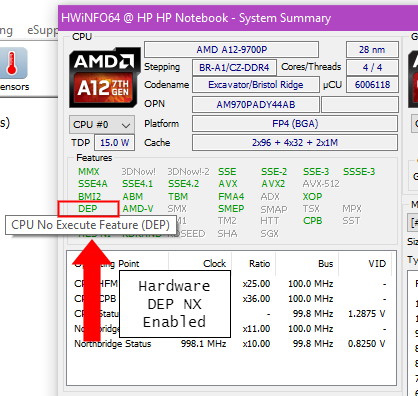 HWiNFO64 @ HP HP Notebook - System Summary
CPU
eSuppo
AMD
A12 7TH GEN
AMD A12-9700P 28 nm
Stepping BR-A1/CZ-DDR4 Cores/Threads 4 / 4
Codename Excavator/Bristol Ridge µCU 6006118
OPN AM970PADY44AB
CPU #0 Platform FP4 (BGA)
TDP 15.0 W Cache 2x96 + 4x32 + 2x1M
ensors
Features
MMX 3DNow! 3DNow!-2 SSE SSE-2 SSE-3 SSSE-3
SSE4A SSE4.1 SSE4.2 AVX AVX2 AVX-512
BMI2 ABM TBM FMA4 ADX XOP
DEP AMD-V SMX SMEP SMAP TSX MPX
CPU No Execute Feature (DEP) HTT CPB SST
SHA SGX
Point Clock Ratio Bus VID
HFM x25.00 100.0 MHz -
CPB x36.00 100.0 MHz -
Status - 99.8 MHz 1.2875 V
Northbridge x11.00 100.0 MHz -
Northbridge Status 998.1 MHz x10.00 99.8 MHz 0.8250 V
Hardware
DEP NX
Enabled